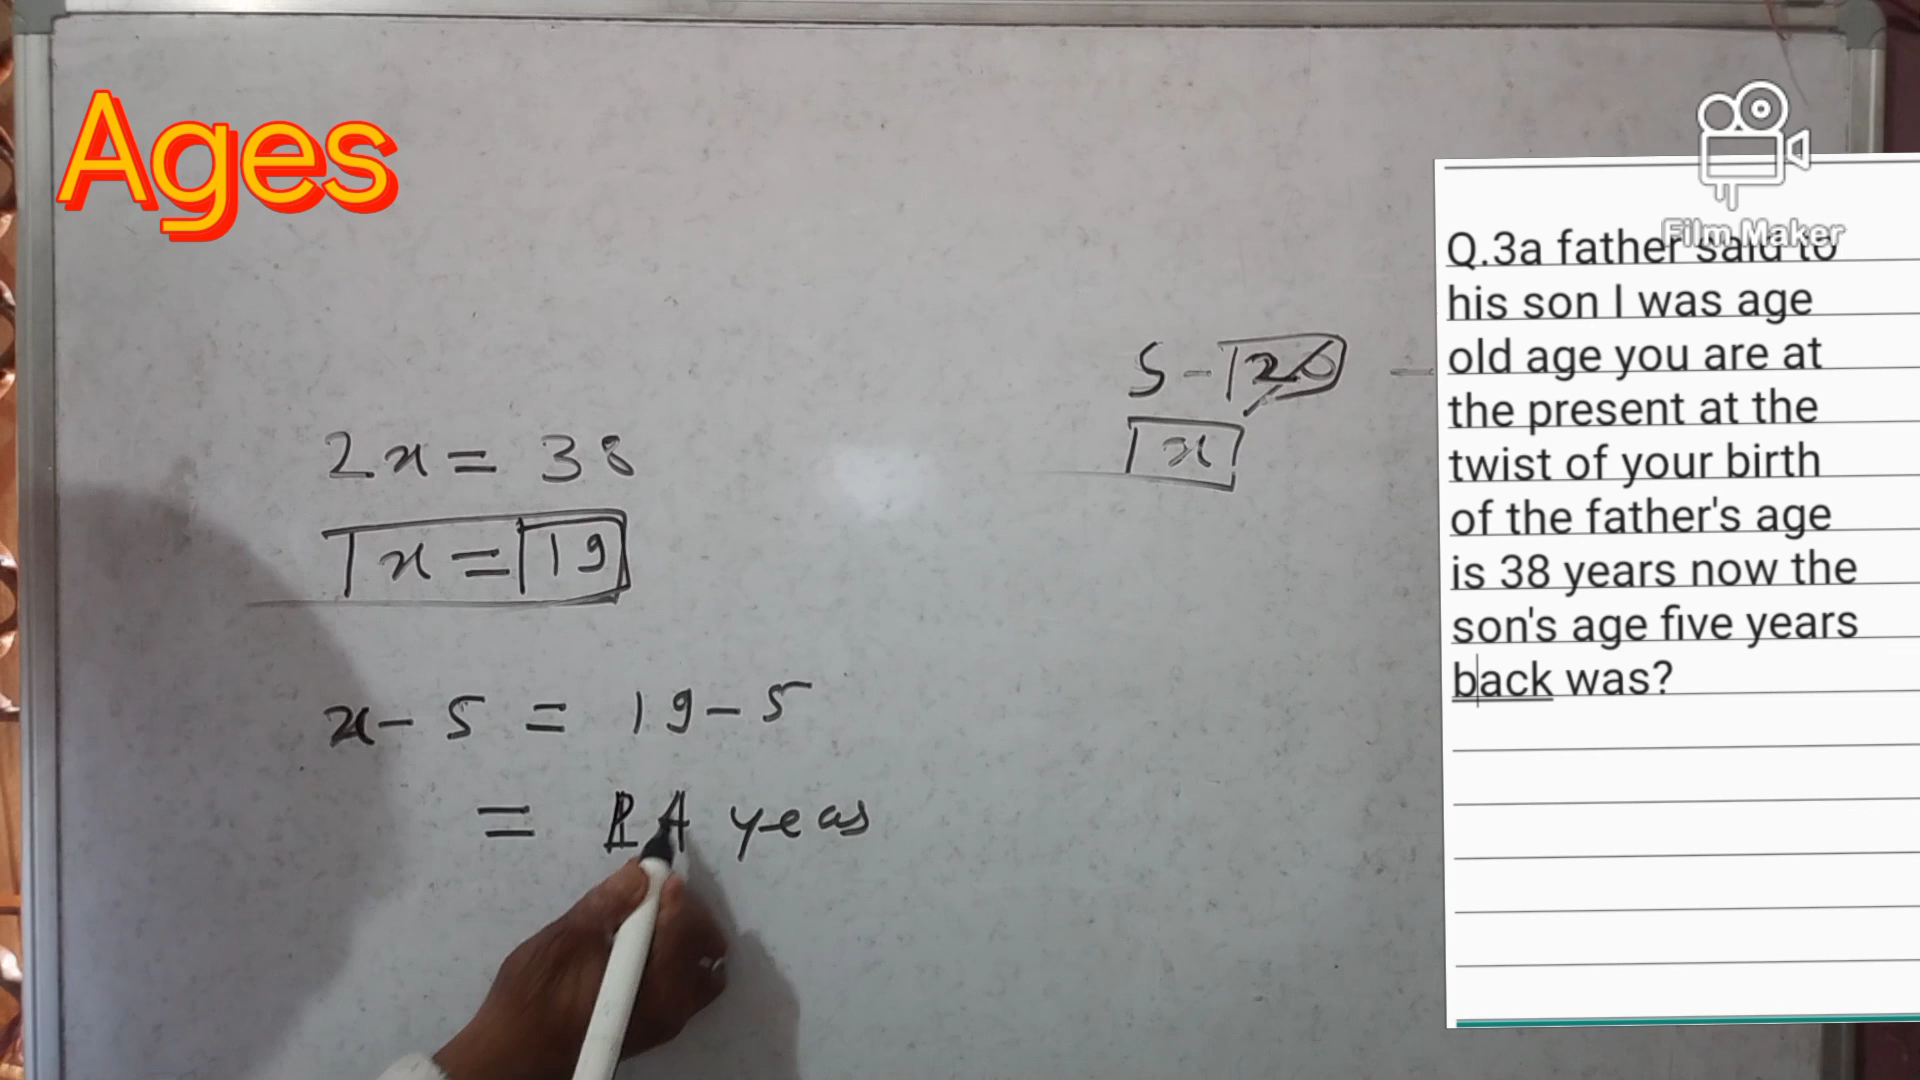 Ages
2x = 38
x = 19
x - 5 = 19 - 5
= 14 years
S -
x
Film Maker
Q.3a father said to
his son I was age
old age you are at
the present at the
twist of your birth
of the father's age
is 38 years now the
son's age five years
back was?